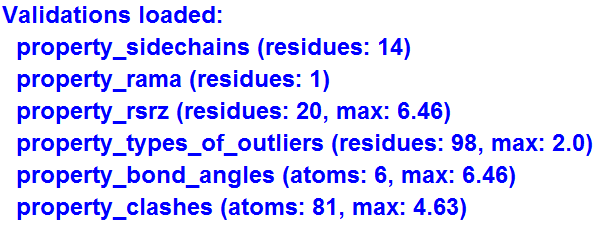 Validations loaded:
property_sidechains (residues: 14)
property_rama (residues: 1)
property_rsrz (residues: 20, max: 6.46)
property_types_of_outliers (residues: 98, max: 2.0)
property_bond_angles (atoms: 6, max: 6.46)
property_clashes (atoms: 81, max: 4.63)